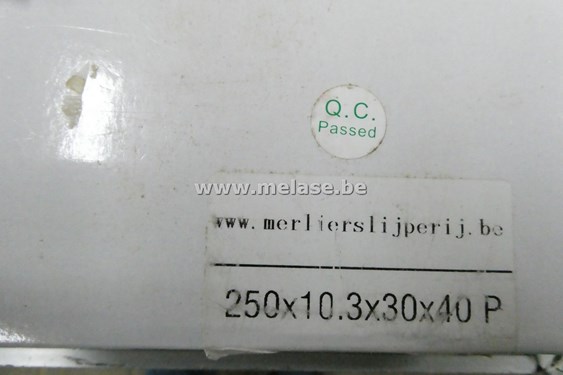 Q.C.
Passed
www.melase.be
www.merlierslijperij.be
250x10.3x30x40 P